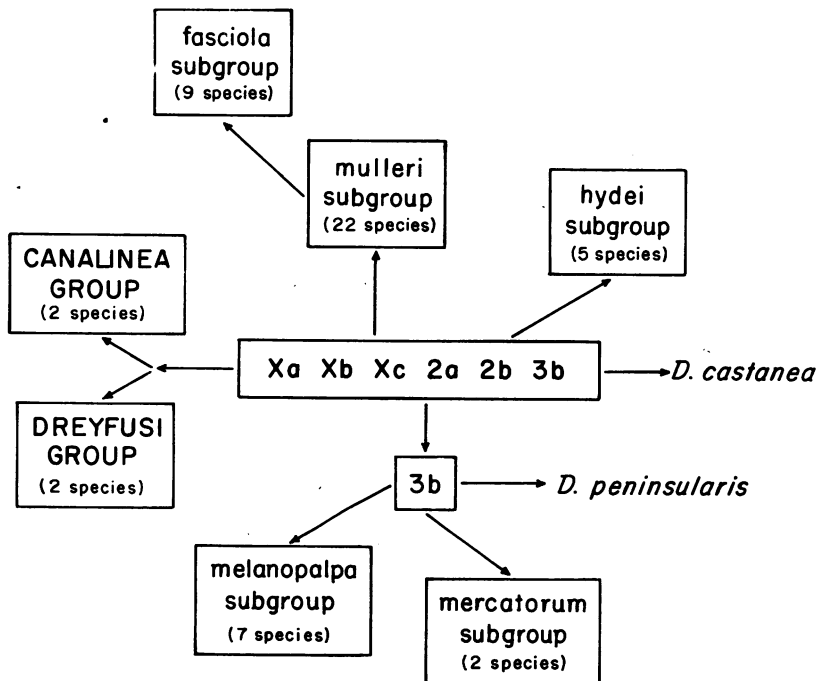 fasciola
subgroup
(9 species)
mulleri
subgroup
(22 species)
hydei
subgroup
(5 species)
CANALINEA
GROUP
(2 species)
Xa Xb Xc 2a 2b 3b
D. castanea
DREYFUSI
GROUP
(2 species)
3b
D. peninsularis
melanopalpa
subgroup
(7 species)
mercatorum
subgroup
(2 species)